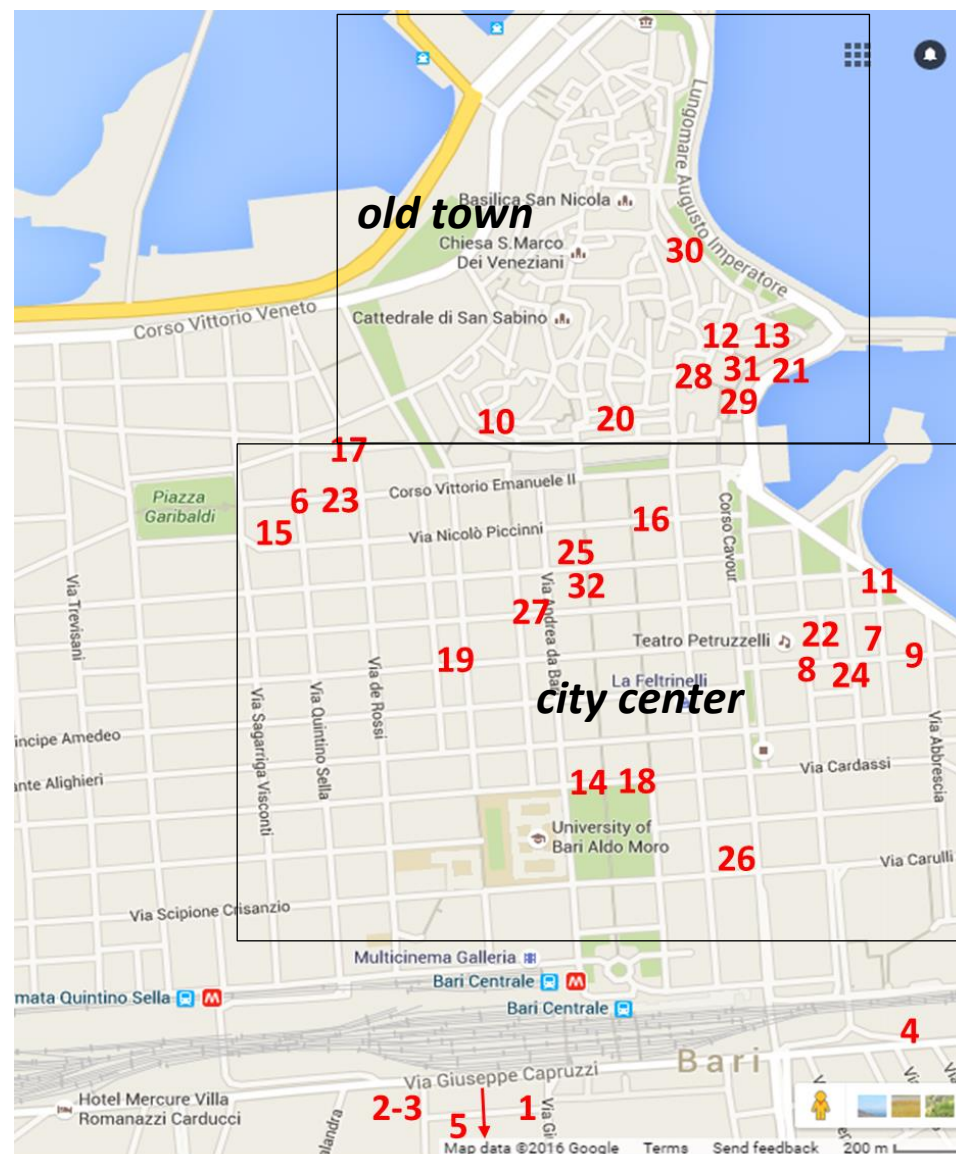 Lungomare Augusto Imperatore
Basilica San Nicola
old town
Chiesa S.Marco
Dei Veneziani
30
Corso Vittorio Veneto
Cattedrale di San Sabino
12 13
28 31 21
29
10 20
17
Piazza
Garibaldi
6 23
Corso Vittorio Emanuele II
Corso Cavour
15
Via Nicolò Piccinni
16
25
Via Trevisani
Via Andrea da Bari
32
11
27
Teatro Petruzzelli
22 7
19
8 24 9
La Feltrinelli
city center
Via de Rossi
Via Quintino Sella
Via Sagarriga Visconti
Via Abbrescia
incipe Amedeo
ante Alighieri
Via Cardassi
14 18
University of
Bari Aldo Moro
26
Via Carulli
Via Scipione Crisanzio
Multicinema Galleria
Bari Centrale M
mata Quintino Sella M
Bari Centrale
4
Bari
Via Giuseppe Capruzzi
Hotel Mercure Villa
Romanazzi Carducci
2-3
5
1
alandra
Via Gi
Map data ©2016 Google Terms Send feedback 200 m